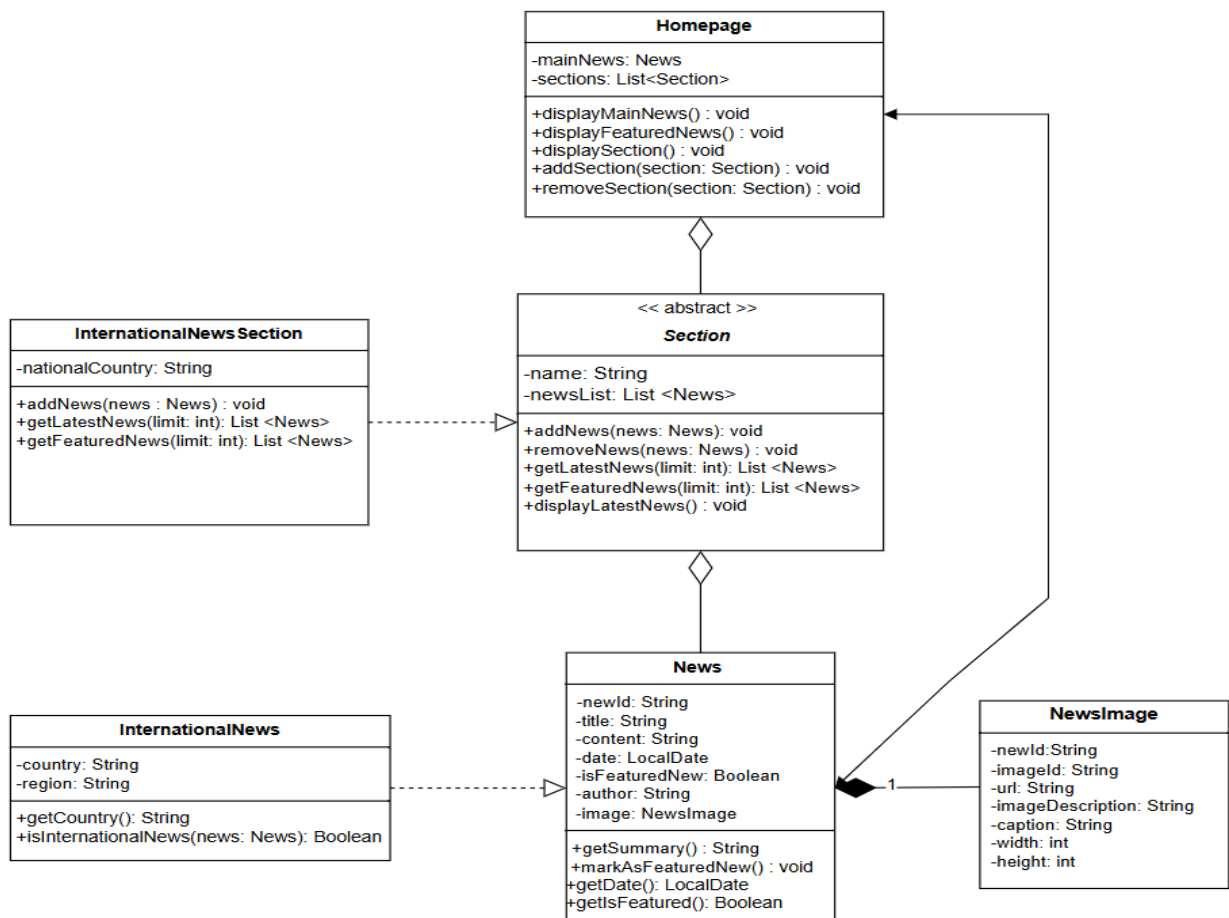 Homepage
-mainNews: News
-sections: List<Section>
+displayMainNews() : void
+displayFeaturedNews() : void
+displaySection() : void
+addSection(section: Section) : void
+removeSection(section: Section) : void
<< abstract >>
Section
-name: String
-newsList: List <News>
+addNews(news: News): void
+removeNews(news: News) : void
+getLatestNews(limit: int): List <News>
+getFeaturedNews(limit: int): List <News>
+displayLatestNews() : void
InternationalNewsSection
-nationalCountry: String
+addNews(news : News) : void
+getLatestNews(limit: int): List <News>
+getFeaturedNews(limit: int): List <News>
News
-newId: String
-title: String
-content: String
-date: LocalDate
-isFeaturedNew: Boolean
-author: String
-image: NewsImage
+getSummary() : String
+markAsFeaturedNew() : void
+getDate(): LocalDate
+getIsFeatured(): Boolean
InternationalNews
-country: String
-region: String
+getCountry(): String
+isInternationalNews(news: News): Boolean
1
NewsImage
-newId:String
-imageId: String
-url: String
-imageDescription: String
-caption: String
-width: int
-height: int